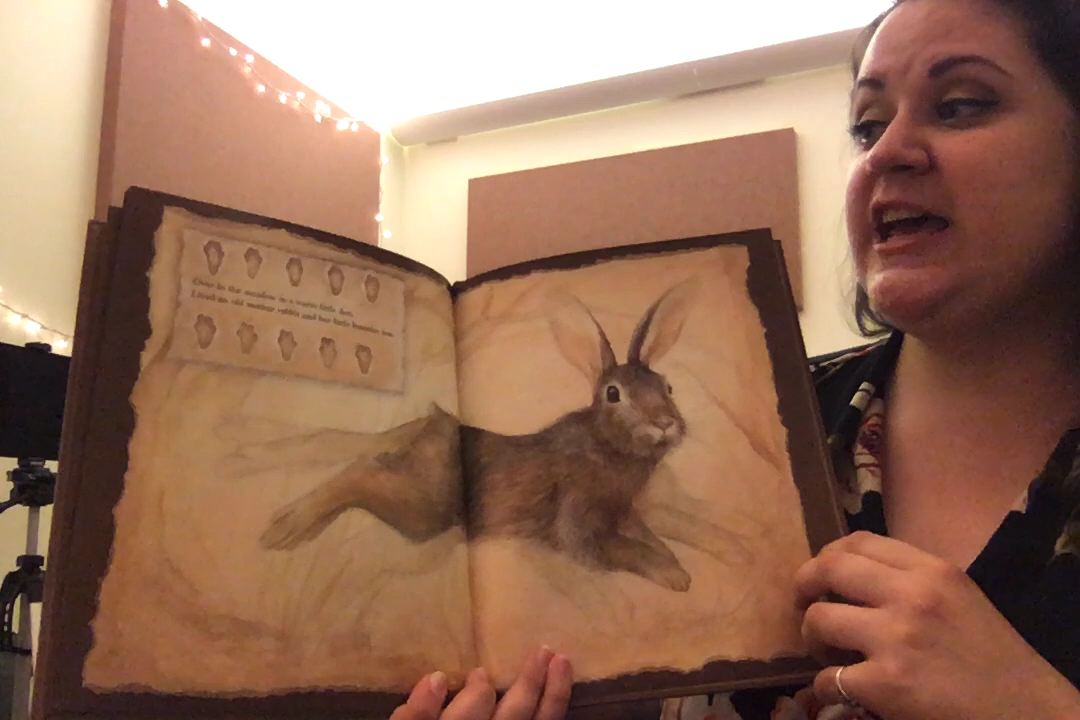 Over in the meadow in a warm little den,
Lived an old mother rabbit and her little bunnies ten.